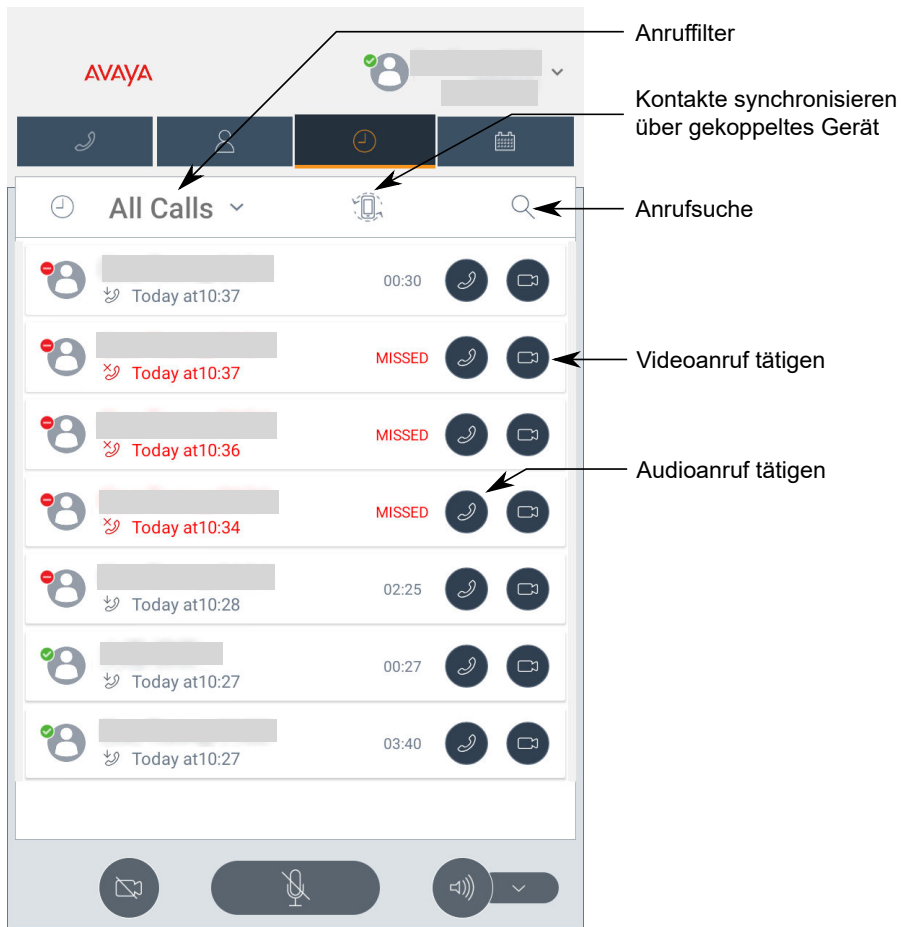 Anruffilter
AVAYA
Kontakte synchronisieren
über gekoppeltes Gerät
All Calls
Anrufsuche
00:30
Today at10:37
MISSED
Videoanruf tätigen
Today at10:37
MISSED
Today at10:36
Audioanruf tätigen
MISSED
Today at10:34
02:25
Today at10:28
00:27
Today at10:27
03:40
Today at10:27